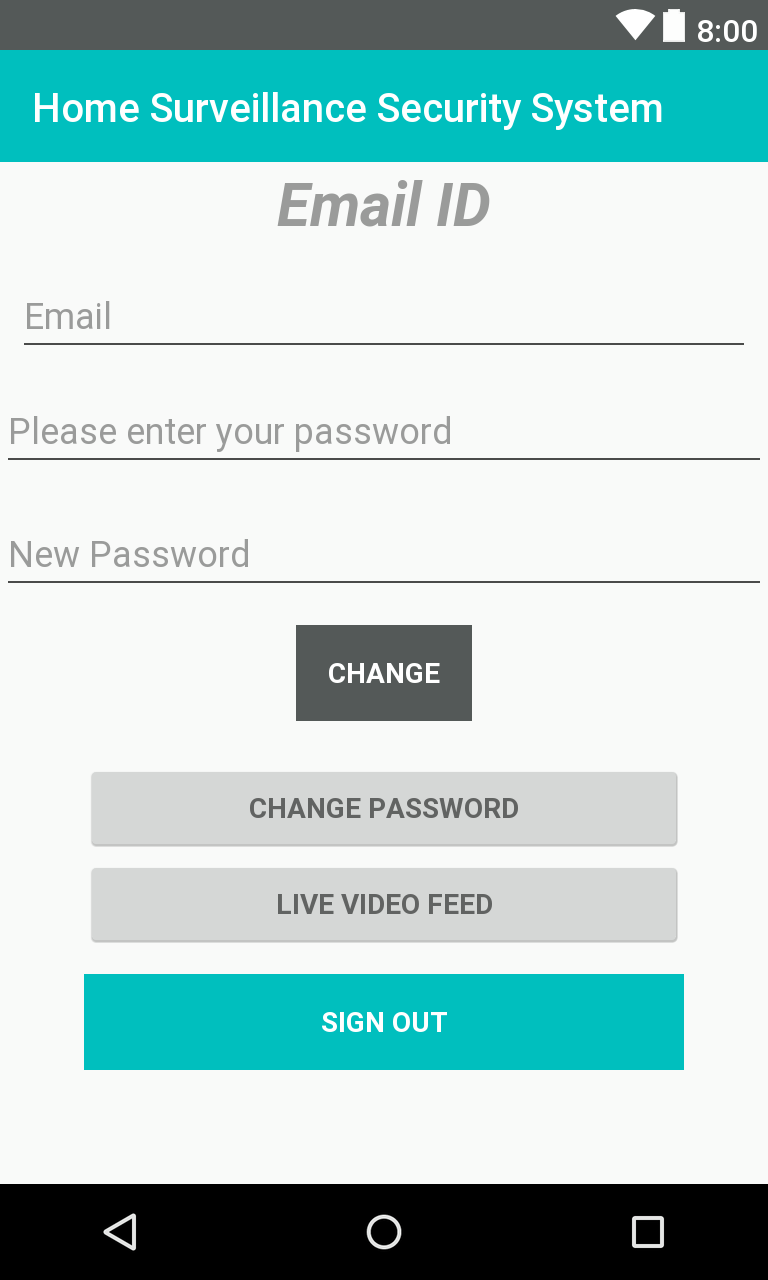 8:00
Home Surveillance Security System
Email ID
Email
Please enter your password
New Password
CHANGE
CHANGE PASSWORD
LIVE VIDEO FEED
SIGN OUT